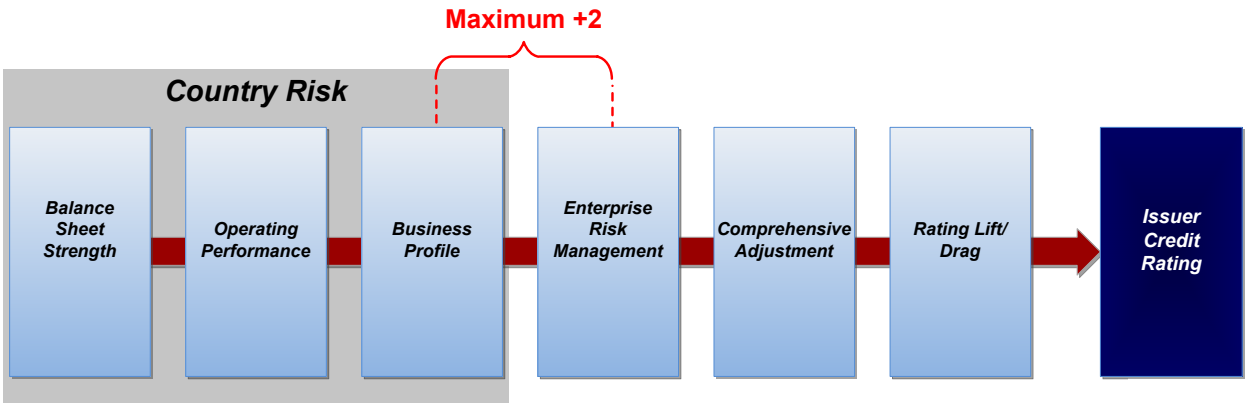 Maximum +2
Country Risk
Balance
Sheet
Strength
Operating
Performance
Business
Profile
Enterprise
Risk
Management
Comprehensive
Adjustment
Rating Lift/
Drag
Issuer
Credit
Rating